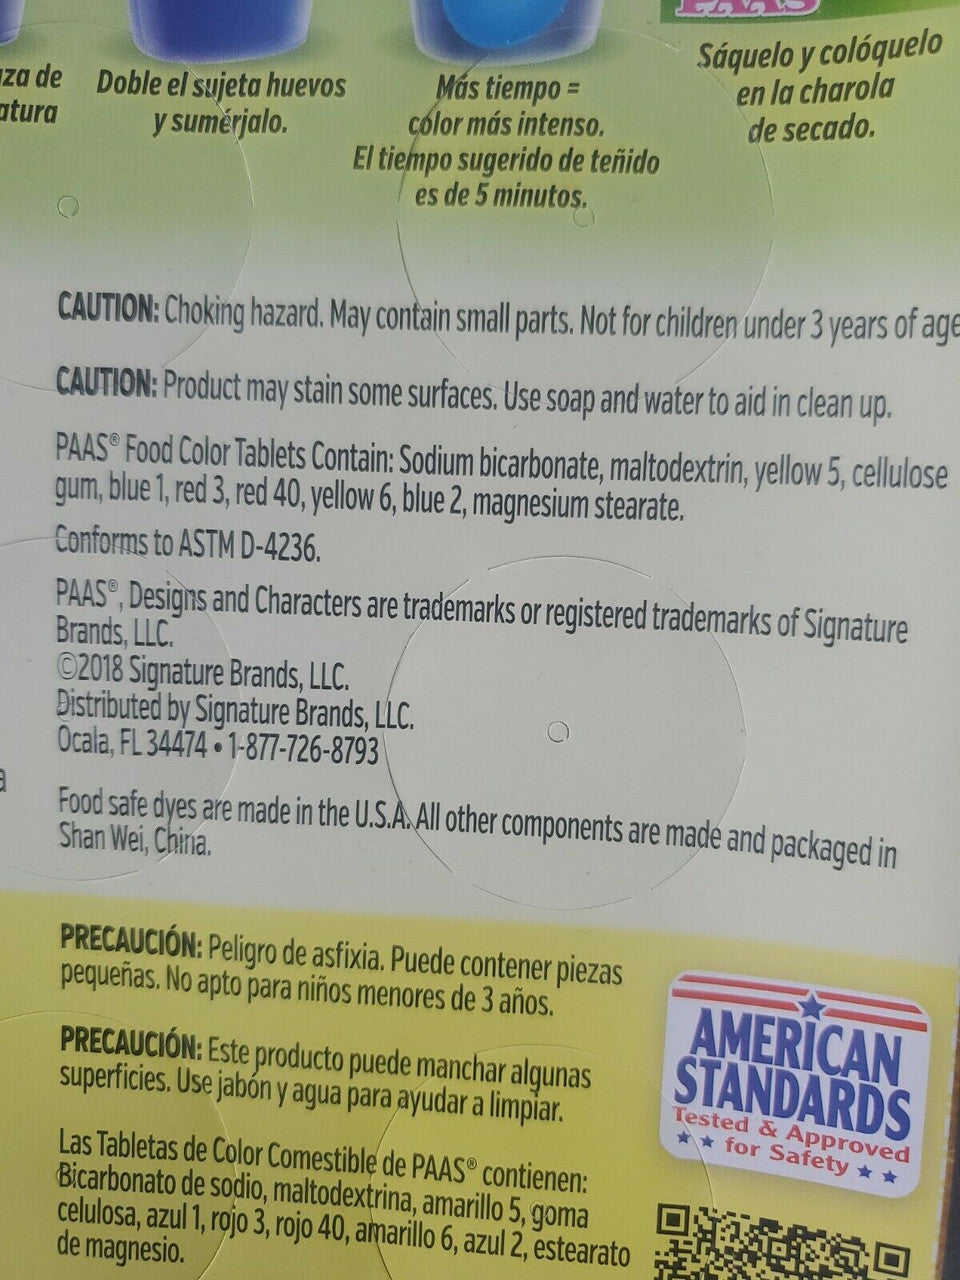 PAAS
Sáquelo y colóquelo
en la charola
de secado.
Más tiempo =
color más intenso.
El tiempo sugerido de teñido
es de 5 minutos.
Doble el sujeta huevos
y sumérjalo.
de
CAUTION: Choking hazard. May contain small parts. Not for children under 3 years of age
CAUTION: Product may stain some surfaces. Use soap and water to aid in clean up.
PAAS® Food Color Tablets Contain: Sodium bicarbonate, maltodextrin, yellow 5, cellulose
gum, blue 1, red 3, red 40, yellow 6, blue 2, magnesium stearate.
Conforms to ASTM D-4236.
PAAS®, Designs and Characters are trademarks or registered trademarks of Signature
Brands, LLC.
©2018 Signature Brands, LLC.
Distributed by Signature Brands, LLC.
Ocala, FL 34474 • 1-877-726-8793
Food safe dyes are made in the U.S.A. All other components are made and packaged in
Shan Wei, China.
PRECAUCIÓN: Peligro de asfixia. Puede contener piezas
pequeñas. No apto para niños menores de 3 años.
PRECAUCIÓN: Este producto puede manchar algunas
superficies. Use jabón y agua para ayudar a limpiar.
Las Tabletas de Color Comestible de PAAS® contienen:
Bicarbonato de sodio, maltodextrina, amarillo 5, goma
celulosa, azul 1, rojo 3, rojo 40, amarillo 6, azul 2, estearato
de magnesio.
AMERICAN
STANDARDS
Tested & Approved
for Safety